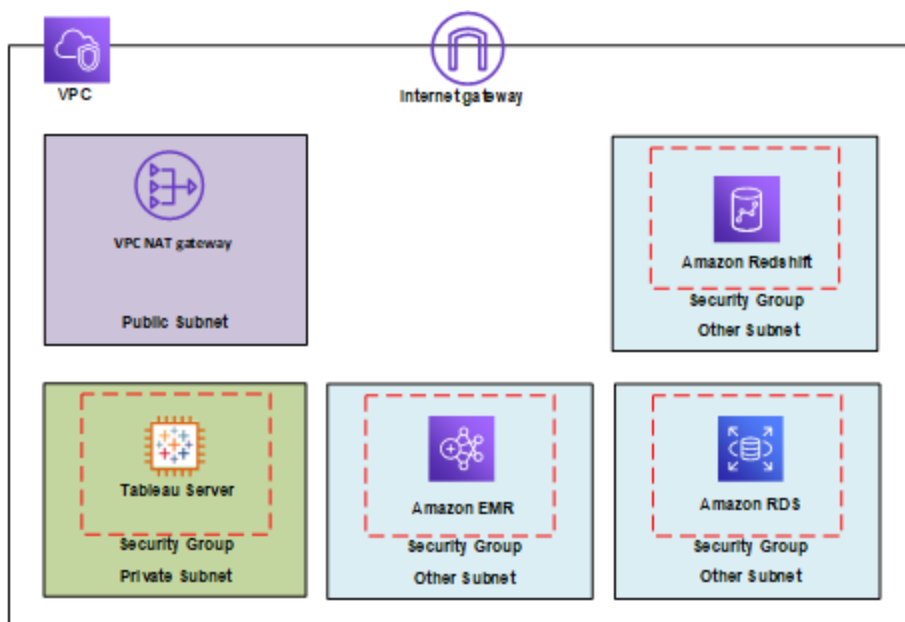 VPC
Internet gateway
VPC NAT gateway
Public Subnet
Amazon Redshift
Security Group
Other Subnet
Tableau Server
Security Group
Private Subnet
Amazon EMR
Security Group
Other Subnet
Amazon RDS
Security Group
Other Subnet